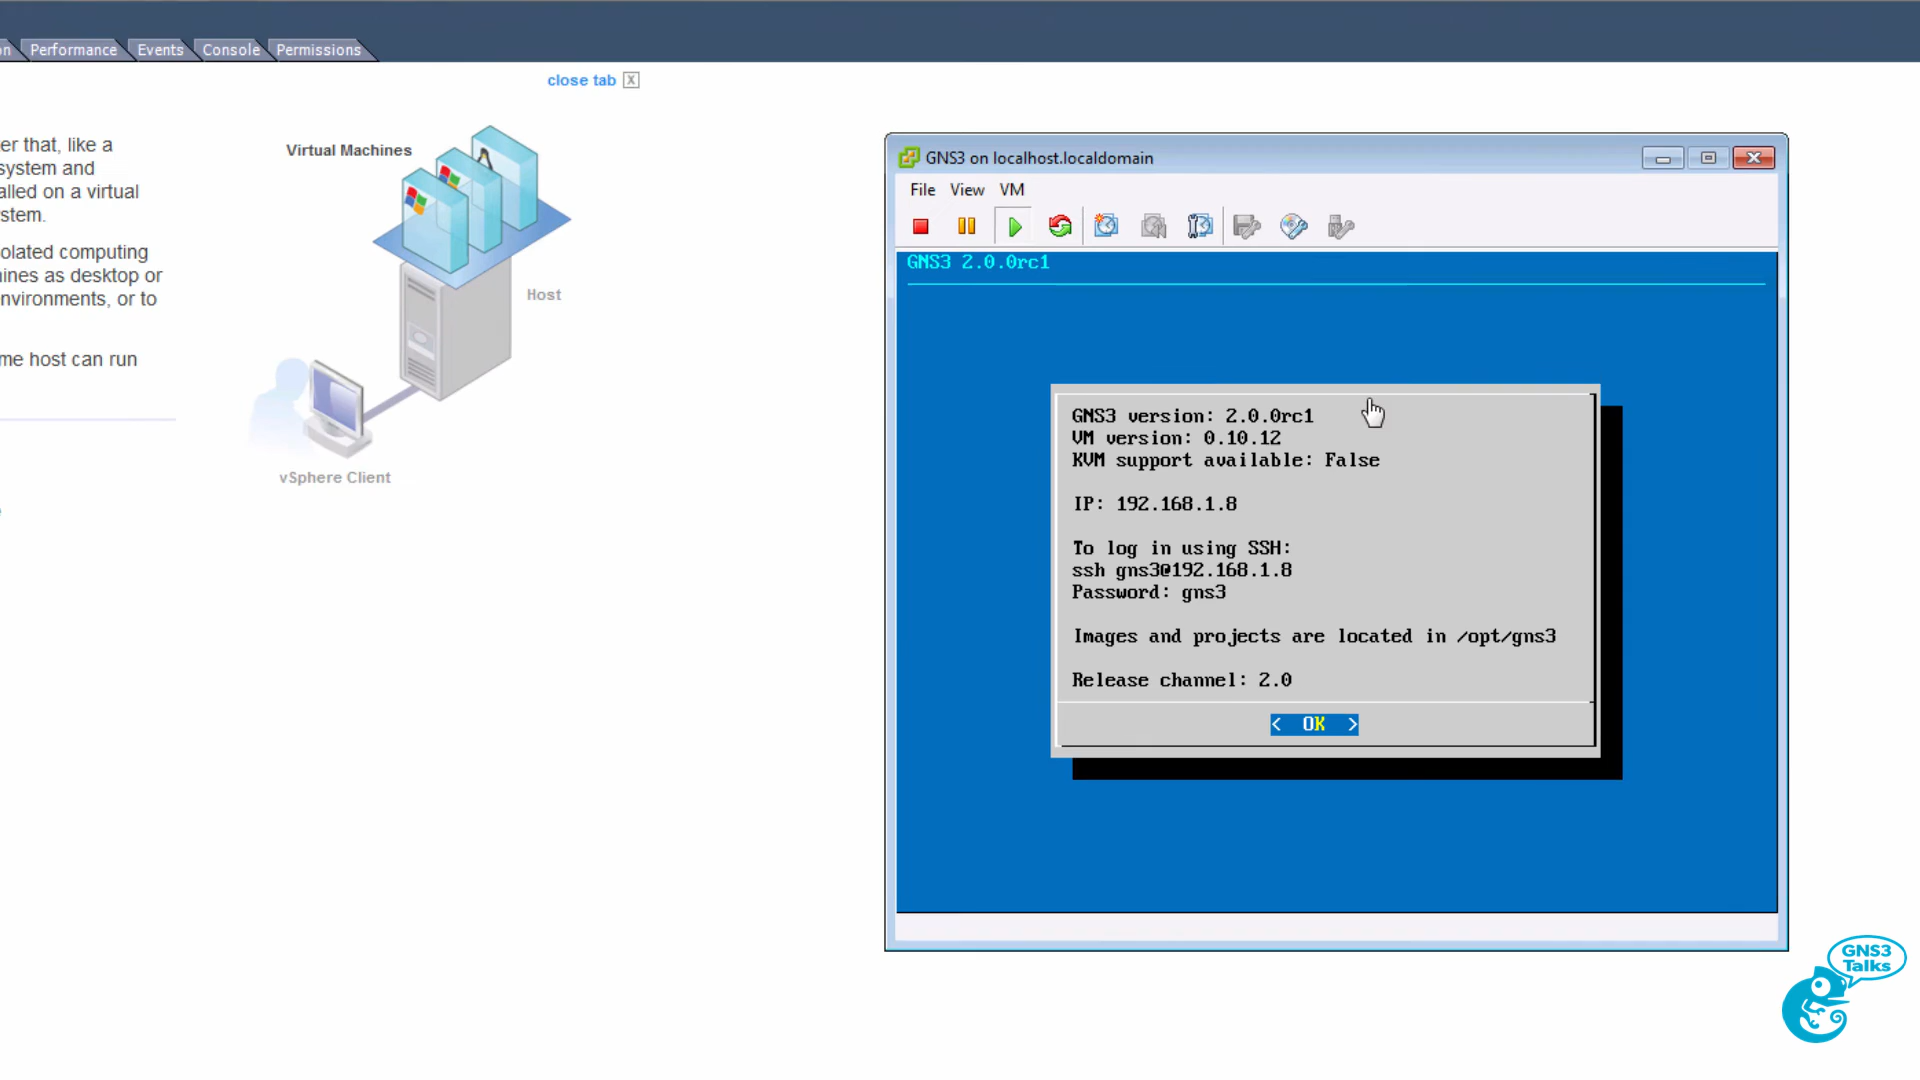 on
Performance
Events
Console
Permissions
close tab X
er that, like a
system and
alled on a virtual
stem.
olated computing
ines as desktop or
nvironments, or to
me host can run
Virtual Machines
Host
vSphere Client
GNS3 on localhost.localdomain
File View VM
GNS3 2.0.0rc1
GNS3 version: 2.0.0rc1
VM version: 0.10.12
KVM support available: False
IP: 192.168.1.8
To log in using SSH:
ssh gns3@192.168.1.8
Password: gns3
Images and projects are located in /opt/gns3
Release channel: 2.0
< OK >
GNS3
Talks